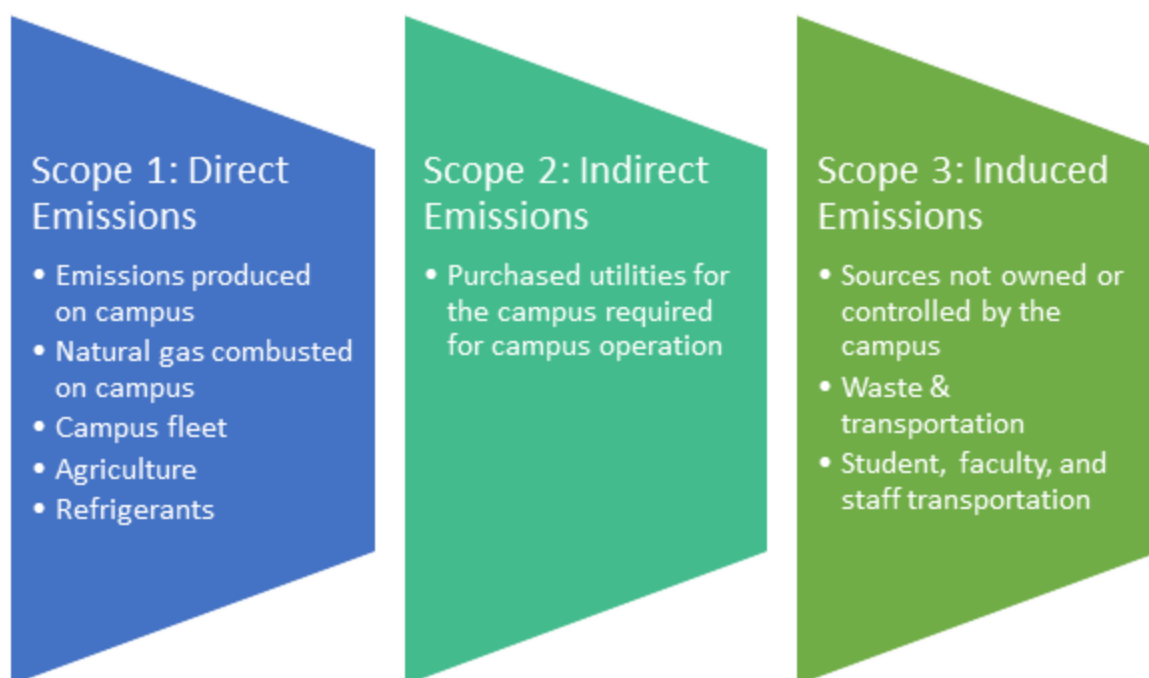 Scope 1: Direct
Emissions
• Emissions produced
on campus
• Natural gas combusted
on campus
• Campus fleet
• Agriculture
• Refrigerants
Scope 2: Indirect
Emissions
• Purchased utilities for
the campus required
for campus operation
Scope 3: Induced
Emissions
• Sources not owned or
controlled by the
campus
• Waste &
transportation
• Student, faculty, and
staff transportation